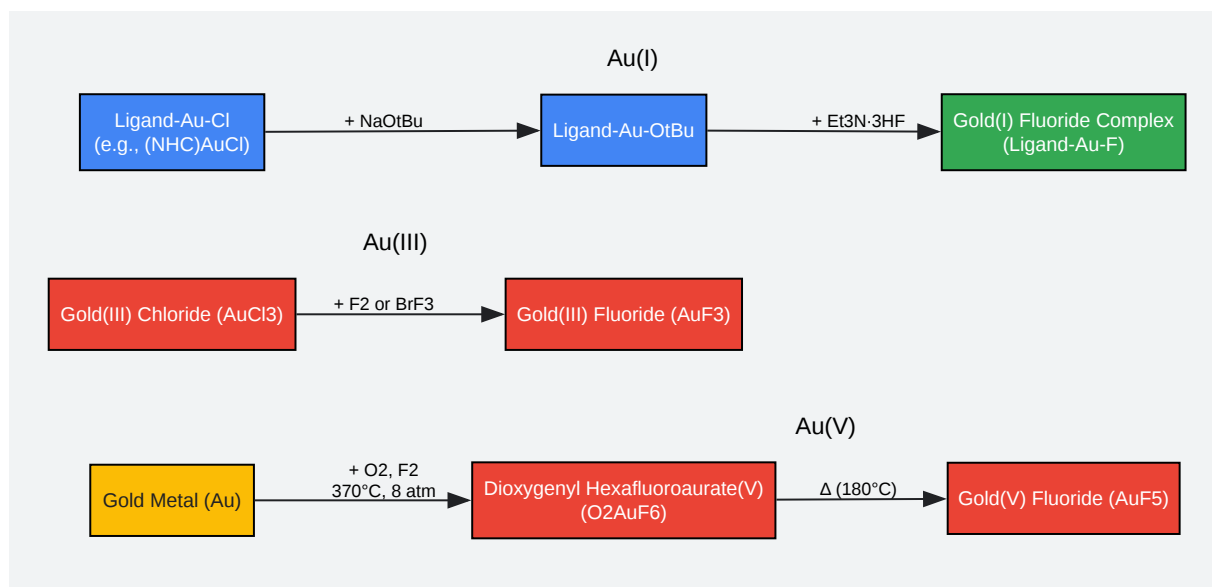 Au(I)
Ligand-Au-Cl
(e.g., (NHC)AuCl)
+ NaOtBu
Ligand-Au-OtBu
+ Et3N·3HF
Gold(I) Fluoride Complex
(Ligand-Au-F)
Au(III)
Gold(III) Chloride (AuCl3)
+ F2 or BrF3
Gold(III) Fluoride (AuF3)
Au(V)
Gold Metal (Au)
+ O2, F2
370°C, 8 atm
Dioxygenyl Hexafluoroaurate(V)
(O2AuF6)
Δ (180°C)
Gold(V) Fluoride (AuF5)